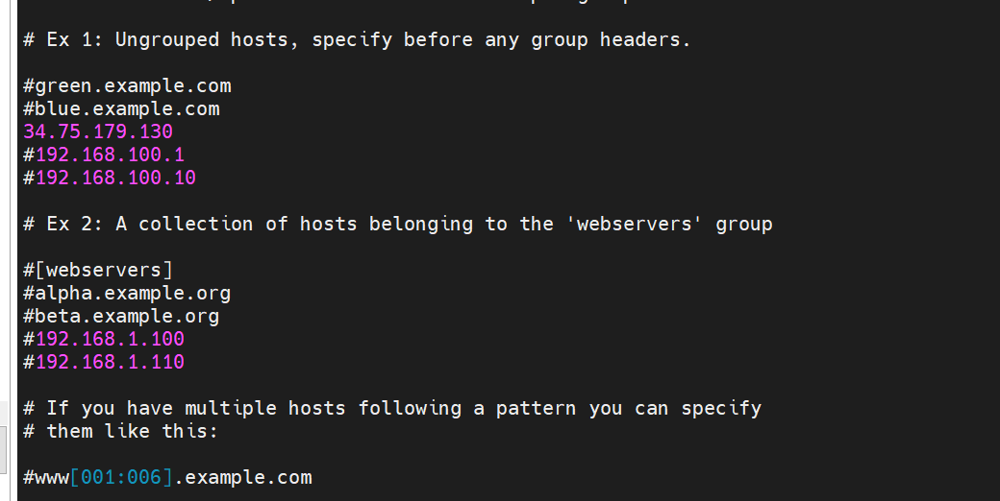 # Ex 1: Ungrouped hosts, specify before any group headers.
#green.example.com
#blue.example.com
34.75.179.130
#192.168.100.1
#192.168.100.10
# Ex 2: A collection of hosts belonging to the 'webservers' group
#[webservers]
#alpha.example.org
#beta.example.org
#192.168.1.100
#192.168.1.110
# If you have multiple hosts following a pattern you can specify
# them like this:
#www[001:006].example.com